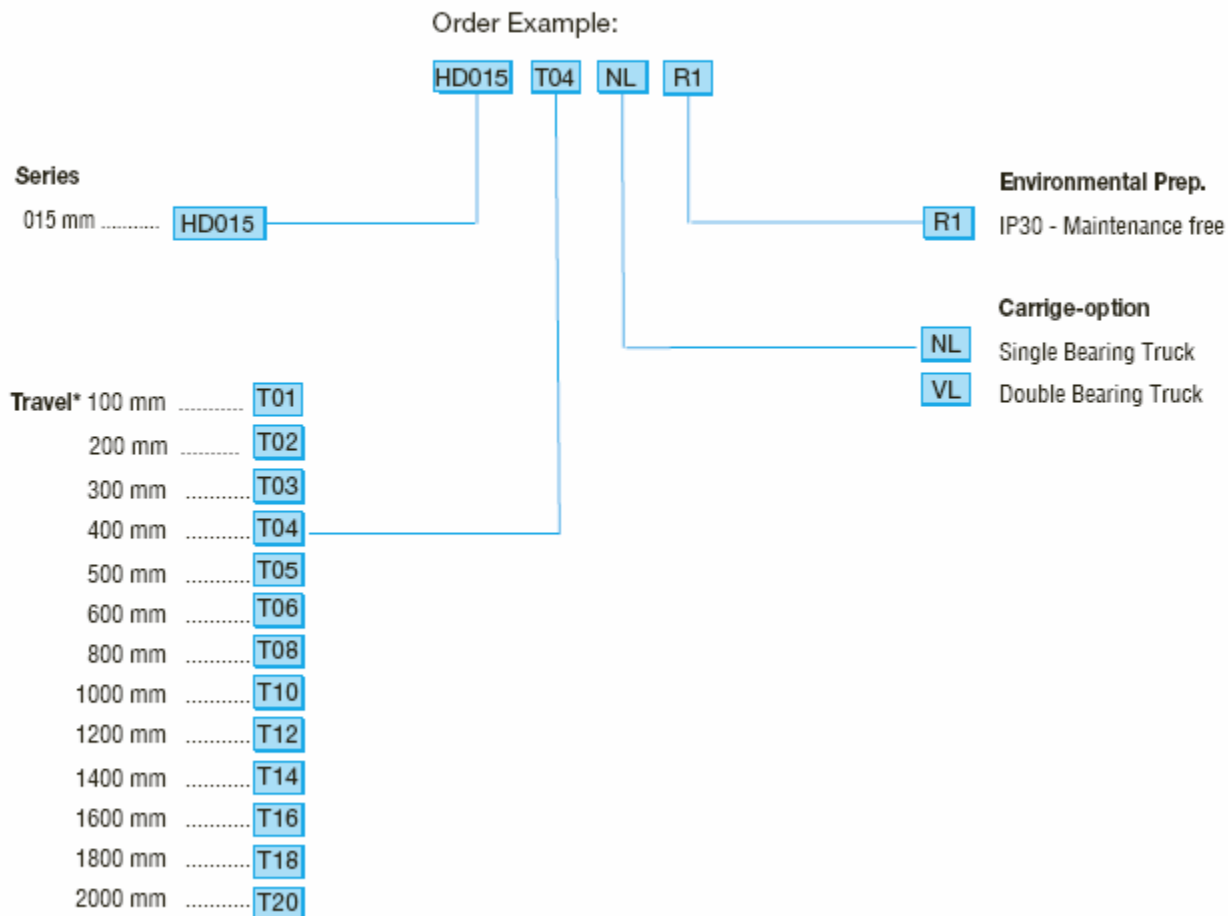 Order Example:
HD015 T04 NL R1
Series
015 mm ........... HD015
Environmental Prep.
R1 IP30 - Maintenance free
Carrige-option
NL Single Bearing Truck
VL Double Bearing Truck
Travel* 100 mm ........... T01
200 mm .......... T02
300 mm ........... T03
400 mm ........... T04
500 mm ........... T05
600 mm ........... T06
800 mm ........... T08
1000 mm ........... T10
1200 mm ........... T12
1400 mm ........... T14
1600 mm ........... T16
1800 mm ........... T18
2000 mm ........... T20